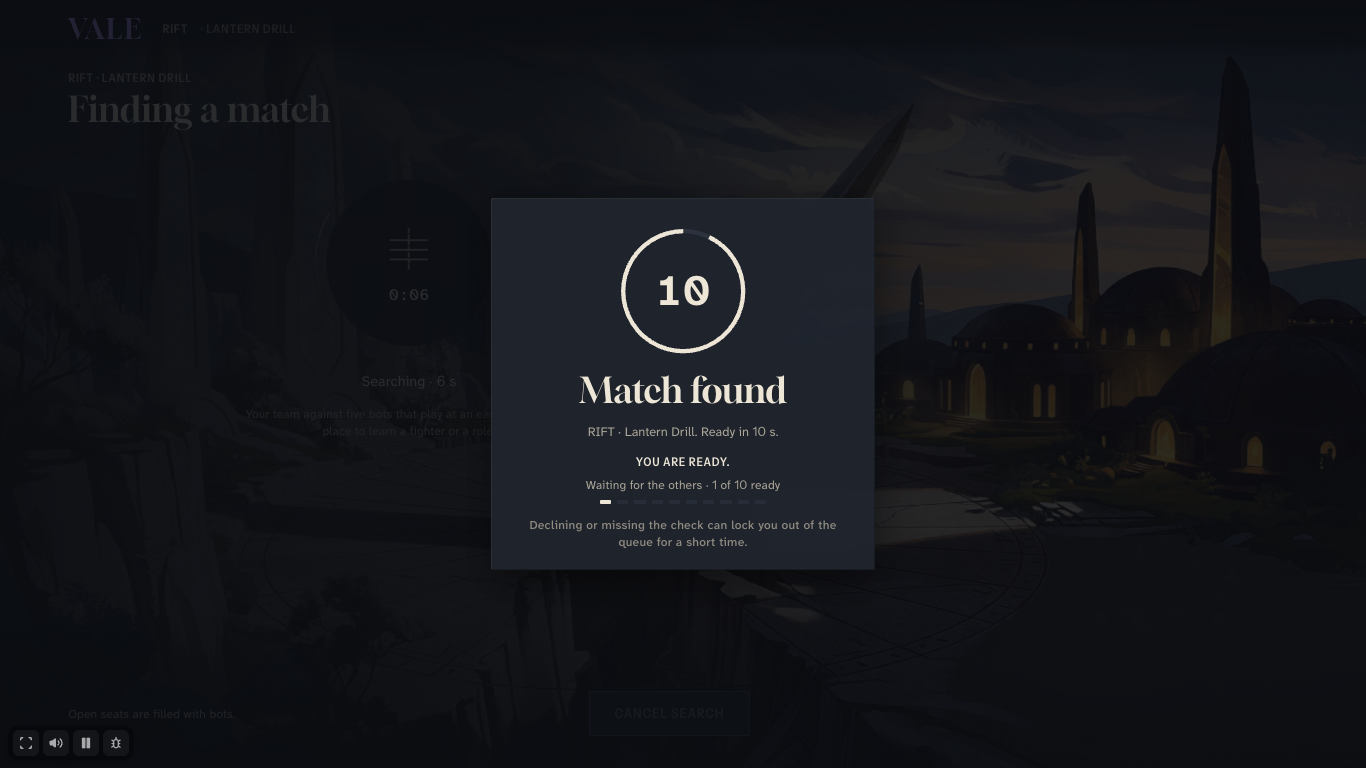 VALE RIFT · LANTERN DRILL
RIFT · LANTERN DRILL
Finding a match
0:06
Searching · 6 s
Your team against five bots that play at an
place to learn a fighter or a role
10
Match found
RIFT · Lantern Drill. Ready in 10 s.
YOU ARE READY.
Waiting for the others · 1 of 10 ready
Declining or missing the check can lock you out of the
queue for a short time.
CANCEL SEARCH
Open seats are filled with bots.